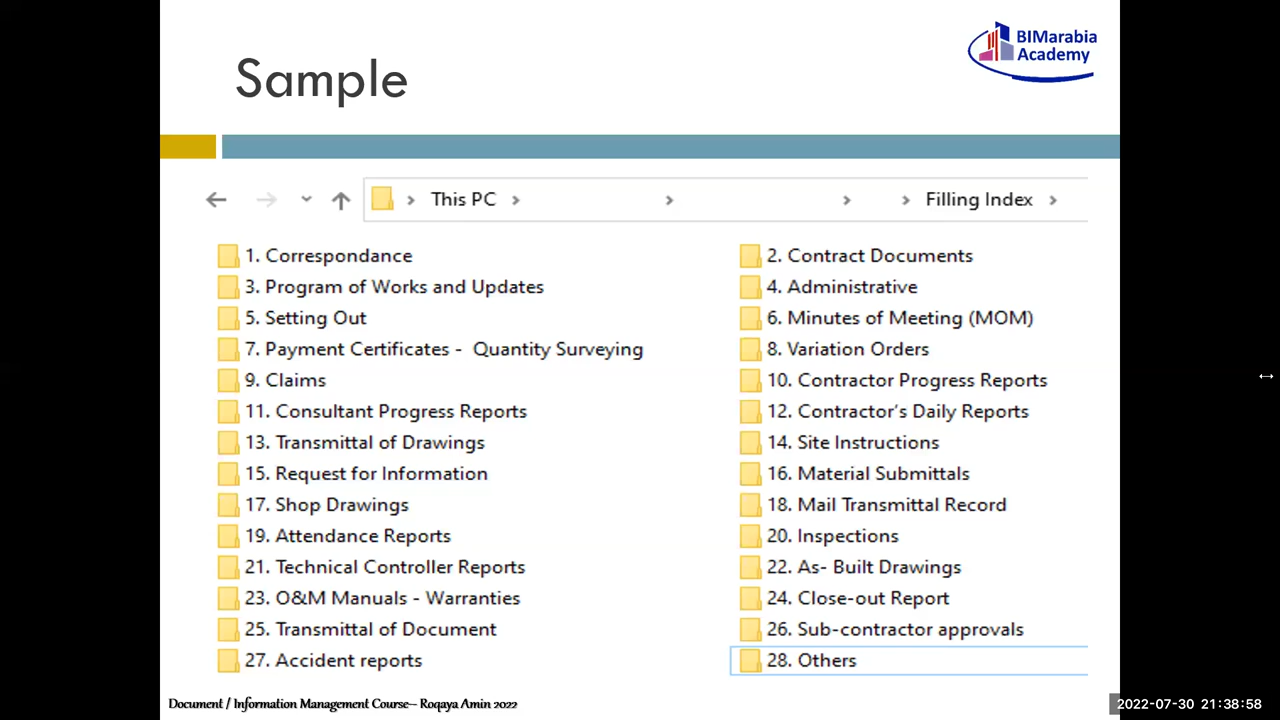 BIMarabia
Academy
Sample
This PC
Filling Index
1. Correspondance
2. Contract Documents
3. Program of Works and Updates
4. Administrative
5. Setting Out
6. Minutes of Meeting (MOM)
7. Payment Certificates - Quantity Surveying
8. Variation Orders
9. Claims
10. Contractor Progress Reports
11. Consultant Progress Reports
12. Contractor's Daily Reports
13. Transmittal of Drawings
14. Site Instructions
15. Request for Information
16. Material Submittals
17. Shop Drawings
18. Mail Transmittal Record
19. Attendance Reports
20. Inspections
21. Technical Controller Reports
22. As- Built Drawings
23. O&M Manuals - Warranties
24. Close-out Report
25. Transmittal of Document
26. Sub-contractor approvals
27. Accident reports
28. Others
Document / Information Management Course– Roqaya Amin 2022
2022-07-30 21:38:58